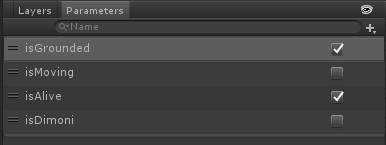 Layers Parameters
Name
isGrounded
isMoving
isAlive
isDimoni